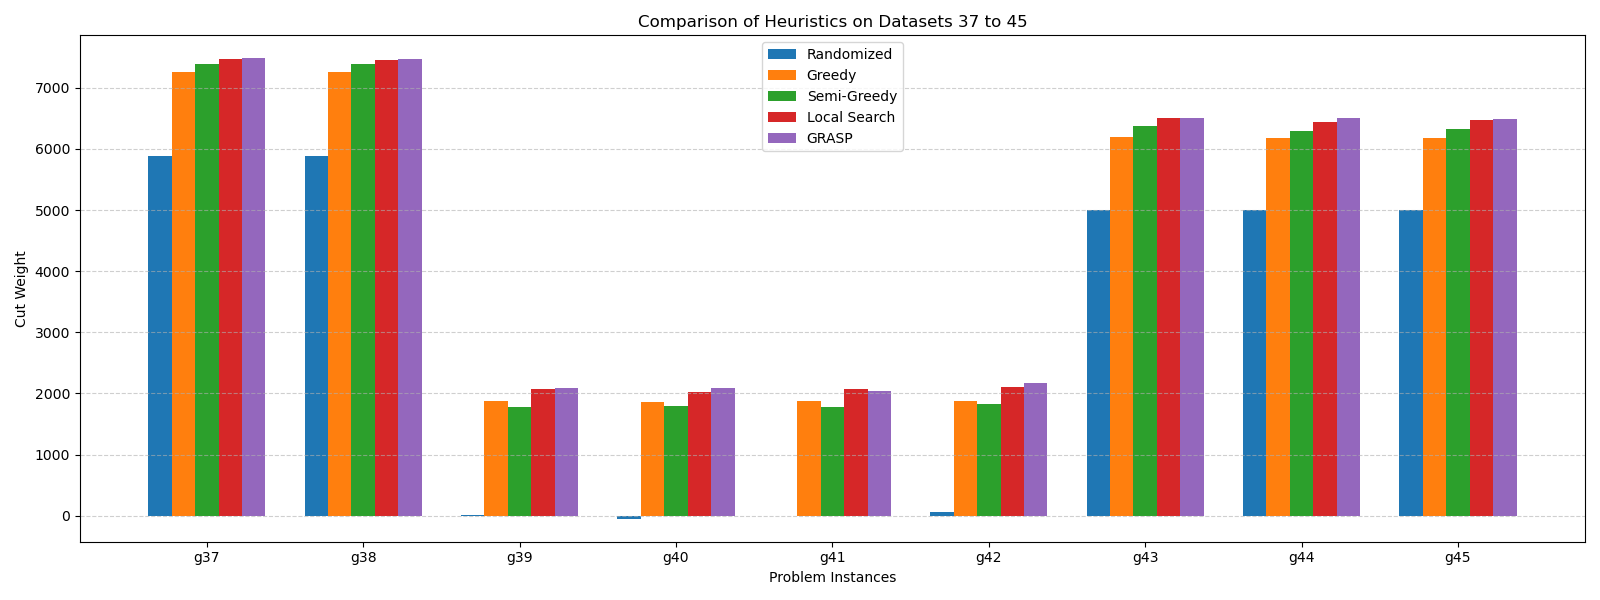 Comparison of Heuristics on Datasets 37 to 45
Randomized
Greedy
Semi-Greedy
Local Search
GRASP
Cut Weight
7000
6000
5000
4000
3000
2000
1000
0
g37 g38 g39 g40 g41 g42 g43 g44 g45
Problem Instances